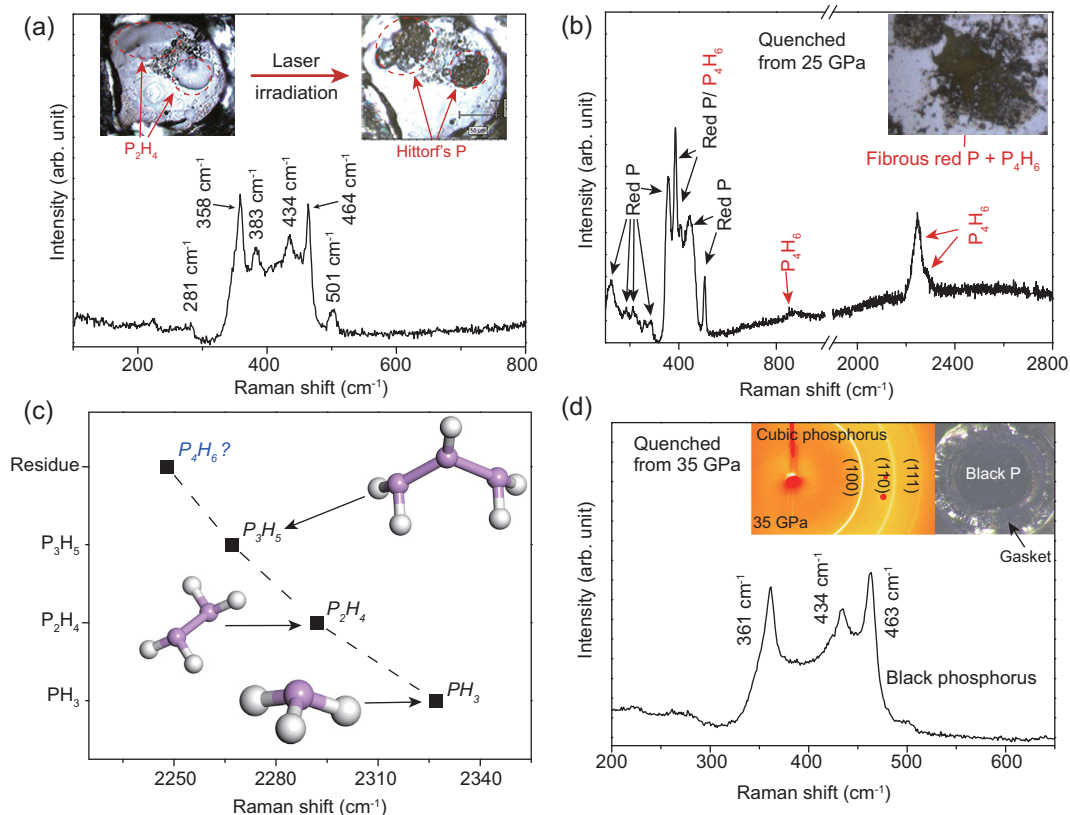 (a)
Laser
irradiation
P₂H₄
Hittorf's P
Intensity (arb. unit)
281 cm⁻¹
358 cm⁻¹
383 cm⁻¹
434 cm⁻¹
464 cm⁻¹
501 cm⁻¹
200
400
600
800
Raman shift (cm⁻¹)
(b)
Quenched
from 25 GPa
Fibrous red P + P₄H₆
Intensity (arb. unit)
Red P
Red P/ P₄H₆
Red P
P₄H₆
P₄H₆
400
800
2000
2400
2800
Raman shift (cm⁻¹)
(c)
Residue
P₃H₅
P₂H₄
PH₃
P₄H₆ ?
P₃H₅
P₂H₄
PH₃
2250
2280
2310
2340
Raman shift (cm⁻¹)
(d)
Quenched
from 35 GPa
Cubic phosphorus
(100)
(110)
(111)
35 GPa
Black P
Gasket
Intensity (arb. unit)
361 cm⁻¹
434 cm⁻¹
463 cm⁻¹
Black phosphorus
200
300
400
500
600
Raman shift (cm⁻¹)